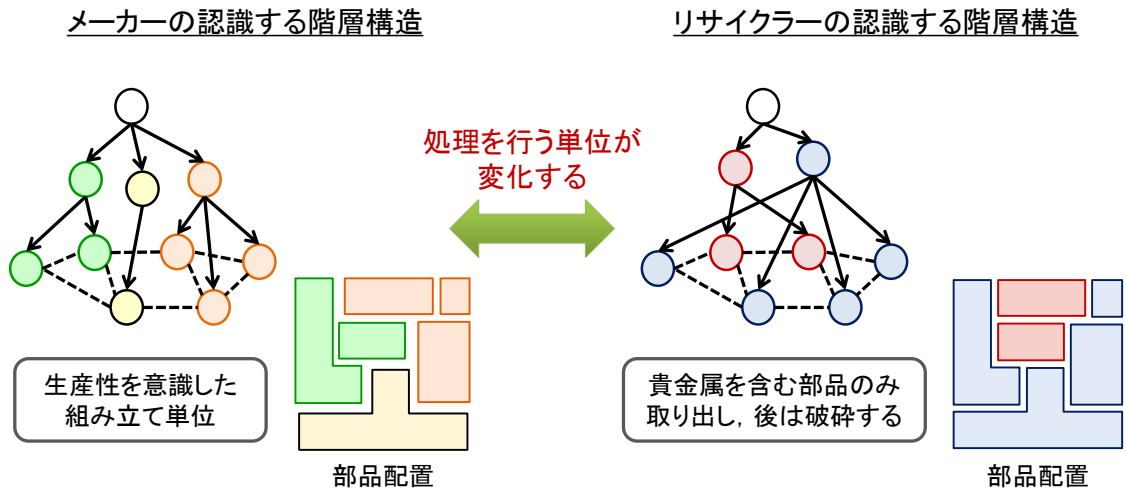 メーカーの認識する階層構造
リサイクラーの認識する階層構造
処理を行う単位が
変化する
生産性を意識した
組み立て単位
部品配置
貴金属を含む部品のみ
取り出し, 後は破砕する
部品配置